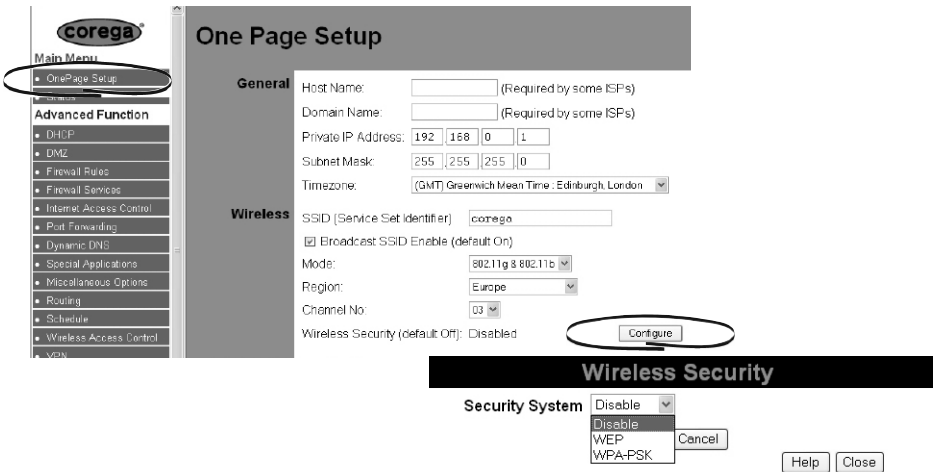 corega
One Page Setup
Main Menu
OnePage Setup
Status
Advanced Function
DHCP
DMZ
Firewall Rules
Firewall Services
Internet Access Control
Port Forwarding
Dynamic DNS
Special Applications
Miscellaneous Options
Routing
Schedule
Wireless Access Control
VPN
General
Host Name: (Required by some ISPs)
Domain Name: (Required by some ISPs)
Private IP Address: 192 .168 .0 .1
Subnet Mask: 255 .255 .255 .0
Timezone: (GMT) Greenwich Mean Time : Edinburgh, London
Wireless
SSID (Service Set Identifier) corega
Broadcast SSID Enable (default On)
Mode: 802.11g & 802.11b
Region: Europe
Channel No: 03
Wireless Security (default Off): Disabled Configure
Wireless Security
Security System Disable
Disable
WEP
WPA-PSK
Cancel
Help Close